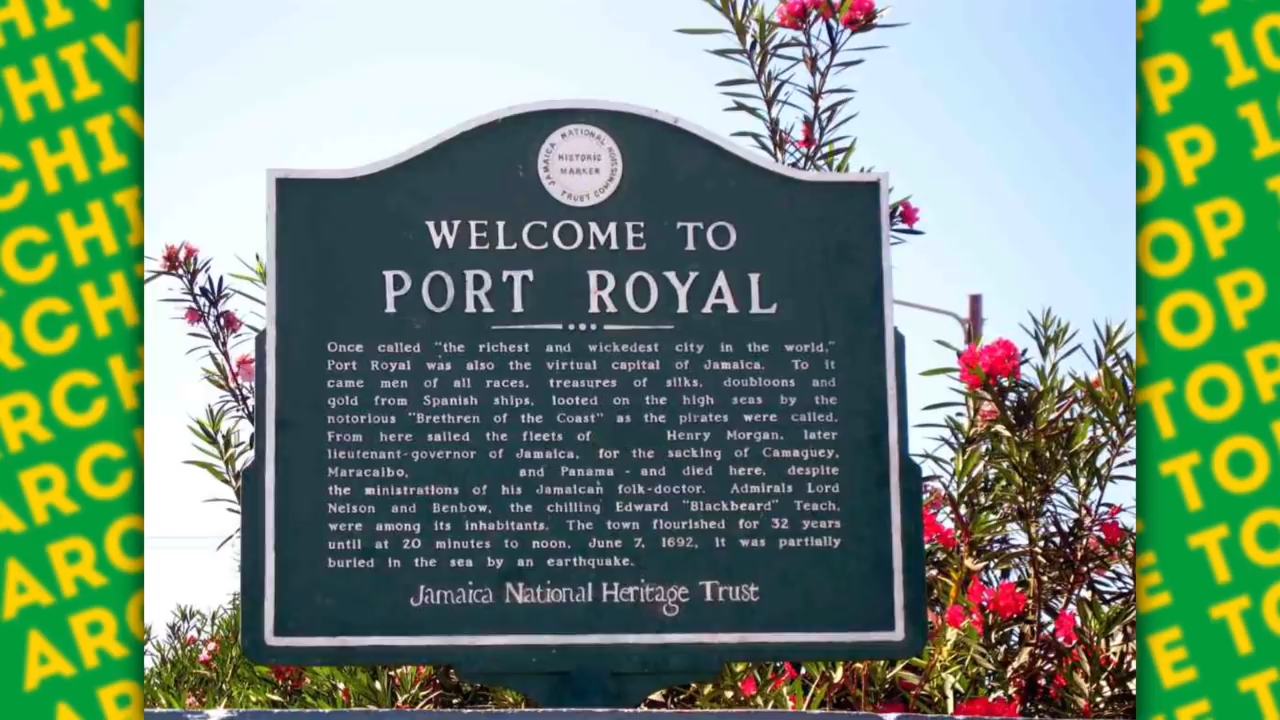 JAMAICA NATIONAL TRUST COMMISSION
HISTORIC
MARKER
WELCOME TO
PORT ROYAL
Once called "the richest and wickedest city in the world,"
Port Royal was also the virtual capital of Jamaica. To it
came men of all races, treasures of silks, doubloons and
gold from Spanish ships, looted on the high seas by the
notorious "Brethren of the Coast" as the pirates were called.
From here sailed the fleets of Henry Morgan, later
lieutenant-governor of Jamaica, for the sacking of Camaguey,
Maracaibo, and Panama - and died here, despite
the ministrations of his Jamaican folk-doctor. Admirals Lord
Nelson and Benbow, the chilling Edward "Blackbeard" Teach,
were among its inhabitants. The town flourished for 32 years
until at 20 minutes to noon, June 7, 1692, it was partially
buried in the sea by an earthquake.
Jamaica National Heritage Trust